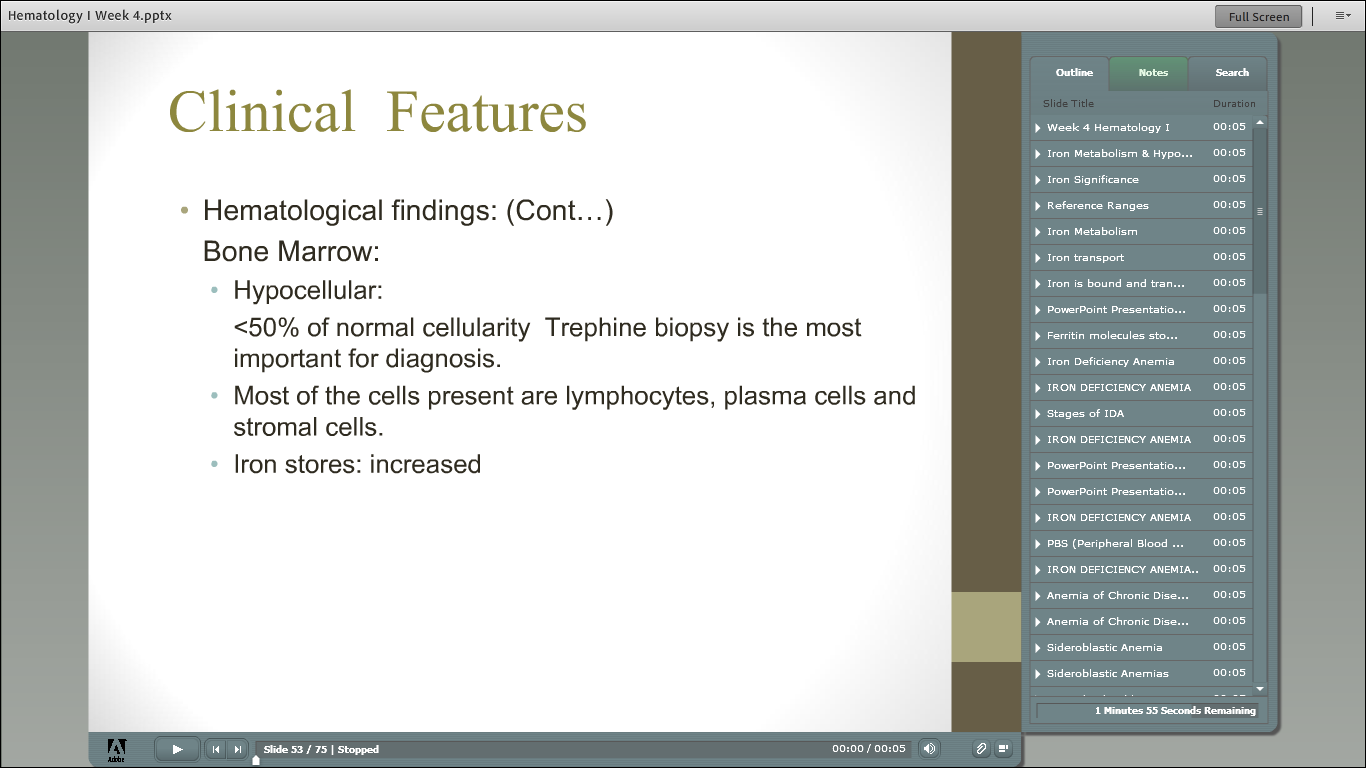 Hematology I Week 4.pptx
Full Screen
Clinical Features
• Hematological findings: (Cont…)
Bone Marrow:
• Hypocellular:
<50% of normal cellularity Trephine biopsy is the most
important for diagnosis.
• Most of the cells present are lymphocytes, plasma cells and
stromal cells.
• Iron stores: increased
Outline Notes Search
Slide Title Duration
Week 4 Hematology I 00:05
Iron Metabolism & Hypo... 00:05
Iron Significance 00:05
Reference Ranges 00:05
Iron Metabolism 00:05
Iron transport 00:05
Iron is bound and tran... 00:05
PowerPoint Presentatio... 00:05
Ferritin molecules sto... 00:05
Iron Deficiency Anemia 00:05
IRON DEFICIENCY ANEMIA 00:05
Stages of IDA 00:05
IRON DEFICIENCY ANEMIA 00:05
PowerPoint Presentatio... 00:05
PowerPoint Presentatio... 00:05
IRON DEFICIENCY ANEMIA 00:05
PBS (Peripheral Blood ... 00:05
IRON DEFICIENCY ANEMIA.. 00:05
Anemia of Chronic Dise... 00:05
Anemia of Chronic Dise... 00:05
Sideroblastic Anemia 00:05
Sideroblastic Anemias 00:05
1 Minutes 55 Seconds Remaining
Adobe
Slide 53 / 75 | Stopped
00:00 / 00:05